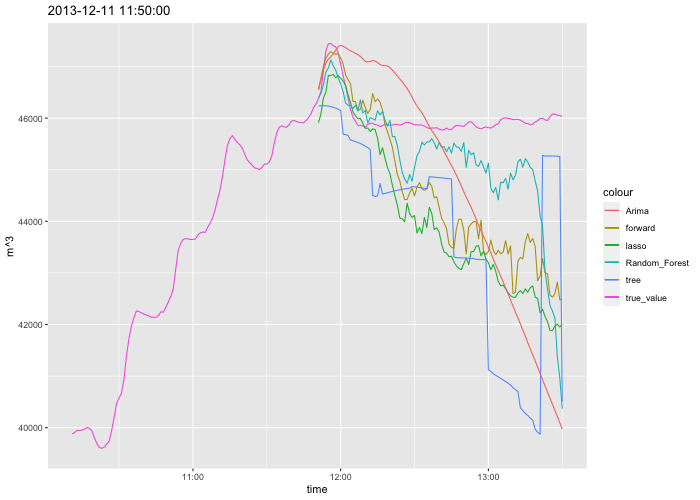 2013-12-11 11:50:00
m^3
46000
44000
42000
40000
11:00
12:00
13:00
time
colour
Arima
forward
lasso
Random_Forest
tree
true_value